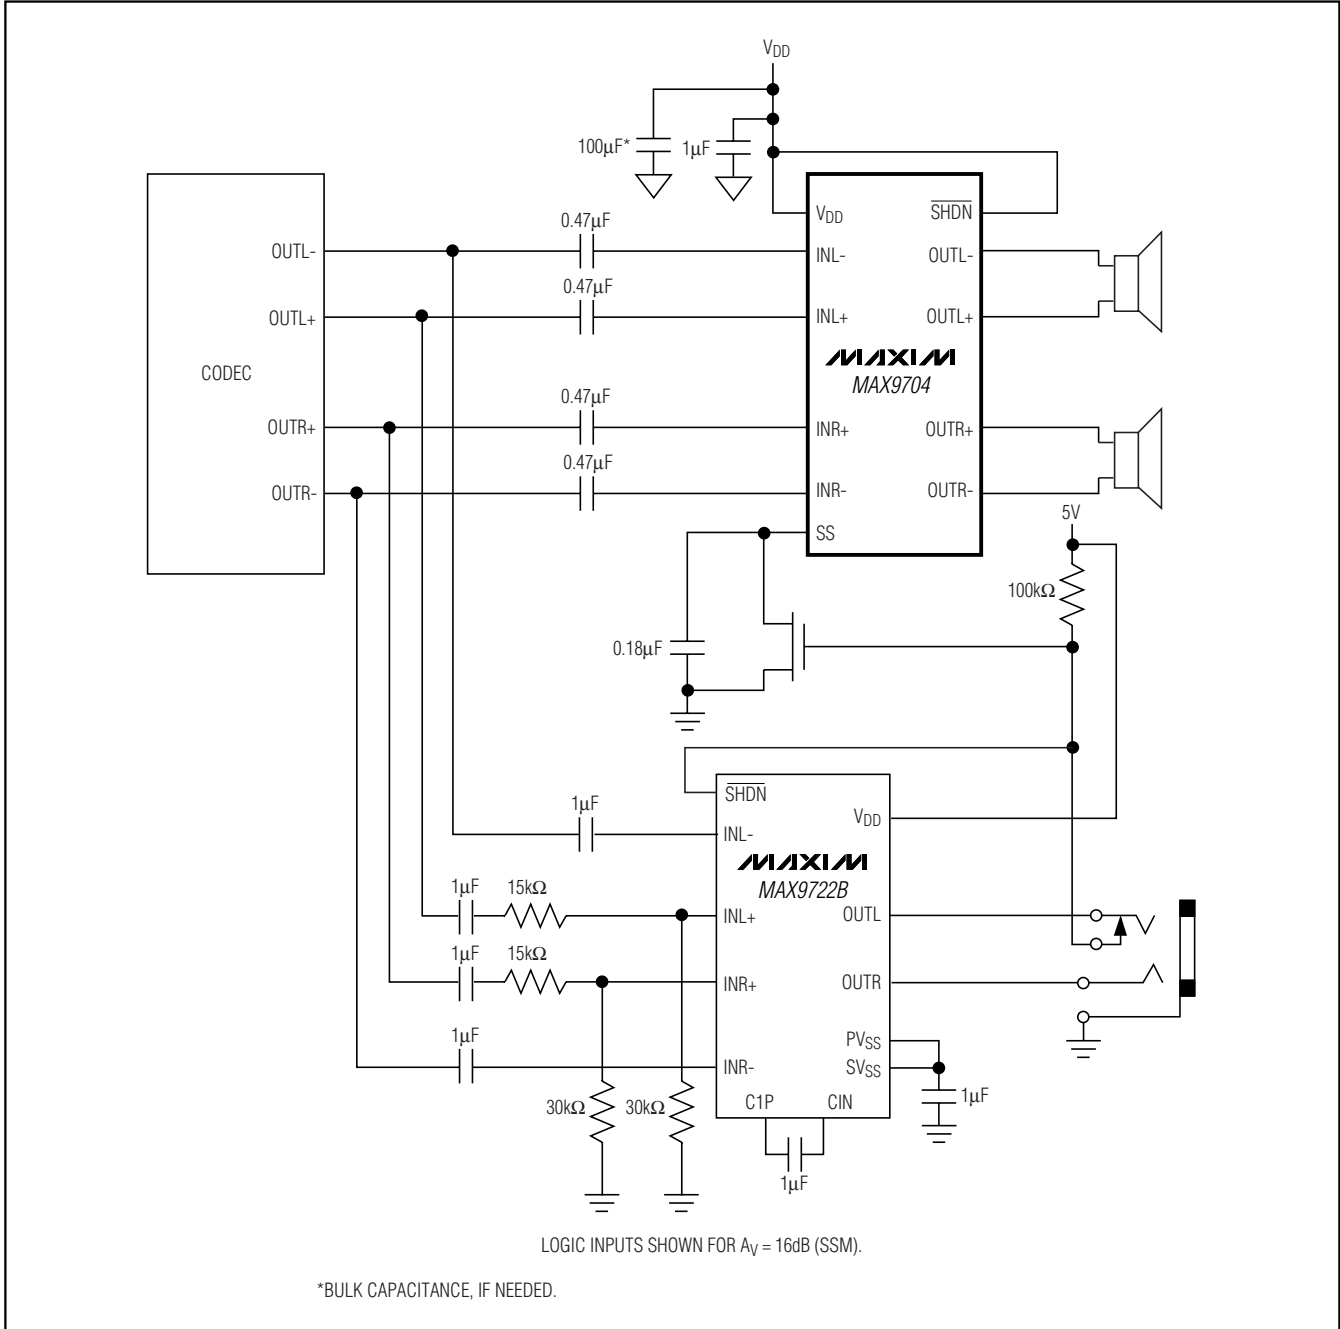 VDD
100µF*
1µF
VDD
SHDN
0.47µF
OUTL-
INL-
OUTL-
0.47µF
OUTL+
INL+
OUTL+
MAXIM
CODEC
MAX9704
0.47µF
OUTR+
INR+
OUTR+
0.47µF
OUTR-
INR-
OUTR-
5V
SS
100kΩ
0.18µF
SHDN
1µF
VDD
INL-
MAXIM
1µF
15kΩ
MAX9722B
INL+
OUTL
1µF
15kΩ
INR+
OUTR
1µF
PVSS
INR-
SVSS
30kΩ
30kΩ
C1P
CIN
1µF
1µF
LOGIC INPUTS SHOWN FOR AV = 16dB (SSM).
*BULK CAPACITANCE, IF NEEDED.